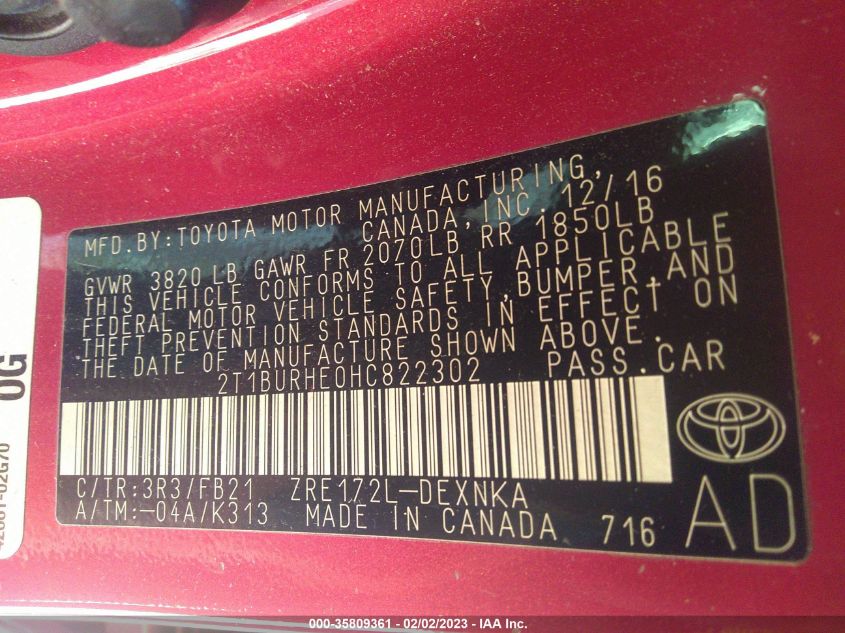 MFD.BY:TOYOTA MOTOR MANUFACTURING,
CANADA,INC. 12/16
GVWR 3820 LB GAWR FR 2070LB, RR 1850LB
THIS VEHICLE CONFORMS TO ALL APPLICABLE
FEDERAL MOTOR VEHICLE SAFETY,BUMPER,AND
THEFT PREVENTION STANDARDS IN EFFECT ON
THE DATE OF MANUFACTURE SHOWN ABOVE.
2T1BURHE0HC822302 PASS.CAR
C/TR:3R3/FB21 ZRE172L-DEXNKA
A/TM:-04A/K313 MADE IN CANADA 716
AD
0G
000-35809361 - 02/02/2023 - IAA Inc.